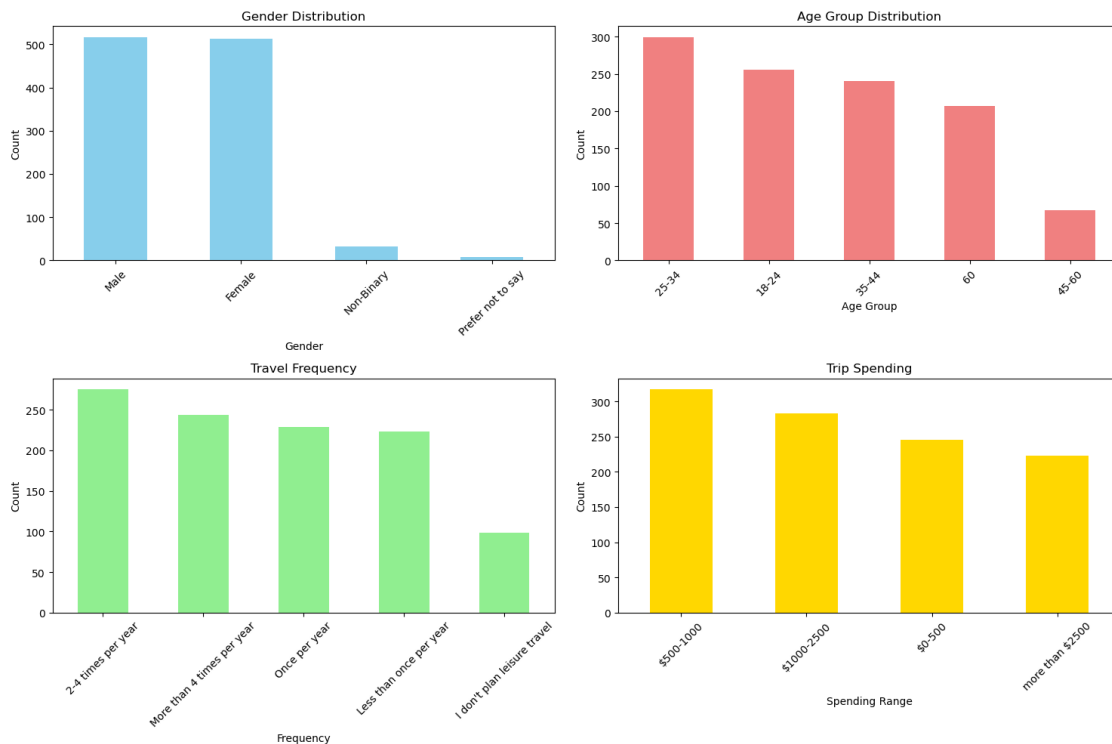 Gender Distribution
Count
500
400
300
200
100
0
Male
Female
Non-Binary
Prefer not to say
Gender
Age Group Distribution
Count
300
250
200
150
100
50
0
25-34
18-24
35-44
60
45-60
Age Group
Travel Frequency
Count
250
200
150
100
50
0
2-4 times per year
More than 4 times per year
Once per year
Less than once per year
I don't plan leisure travel
Frequency
Trip Spending
Count
300
250
200
150
100
50
0
$500-1000
$1000-2500
$0-500
more than $2500
Spending Range